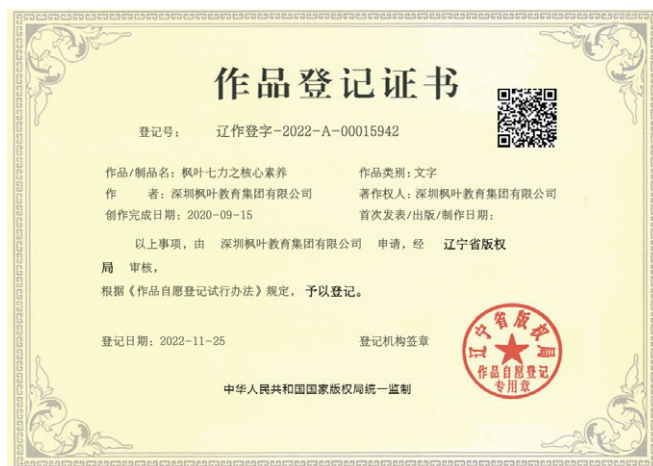 作品登记证书
登记号： 辽作登字-2022-A-00015942
作品/制品名：枫叶七力之核心素养 作品类别：文字
作 者：深圳枫叶教育集团有限公司 著作权人：深圳枫叶教育集团有限公司
创作完成日期：2020-09-15 首次发表/出版/制作日期：
以上事项，由 深圳枫叶教育集团有限公司 申请，经 辽宁省版权
局 审核，
根据《作品自愿登记试行办法》规定，予以登记。
登记日期：2022-11-25 登记机构签章
辽宁省版权局
作品自愿登记
专用章
中华人民共和国国家版权局统一监制